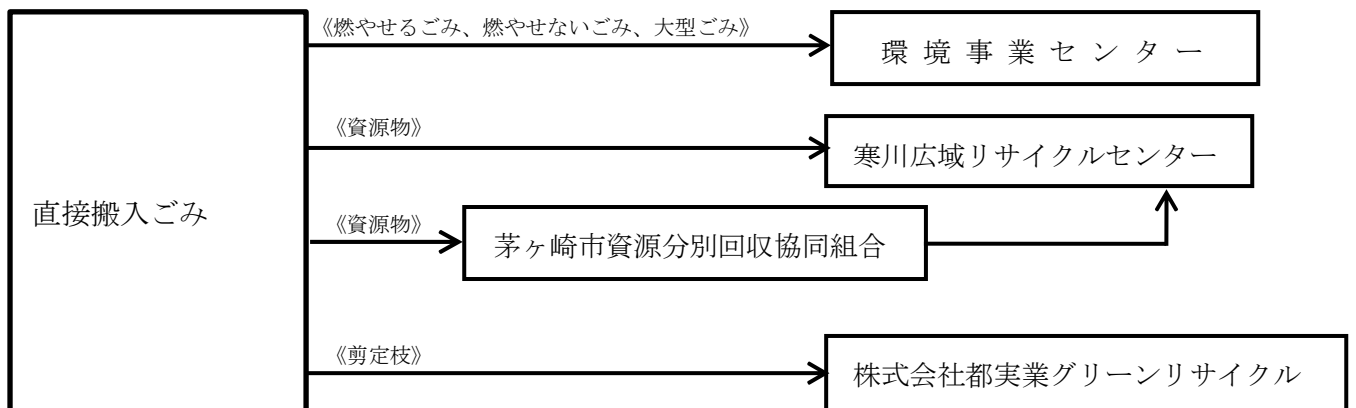 《燃やせるごみ、燃やせないごみ、大型ごみ》
環境事業センター
《資源物》
寒川広域リサイクルセンター
直接搬入ごみ
《資源物》
茅ヶ崎市資源分別回収協同組合
《剪定枝》
株式会社都実業グリーンリサイクル